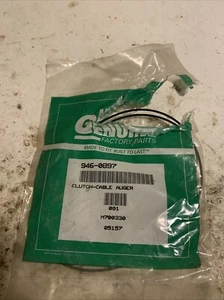 Genuine
FACTORY PARTS
MADE TO FIT BUILT TO LAST
946-0897
CLUTCH-CABLE AUGER
001
M700330
05157